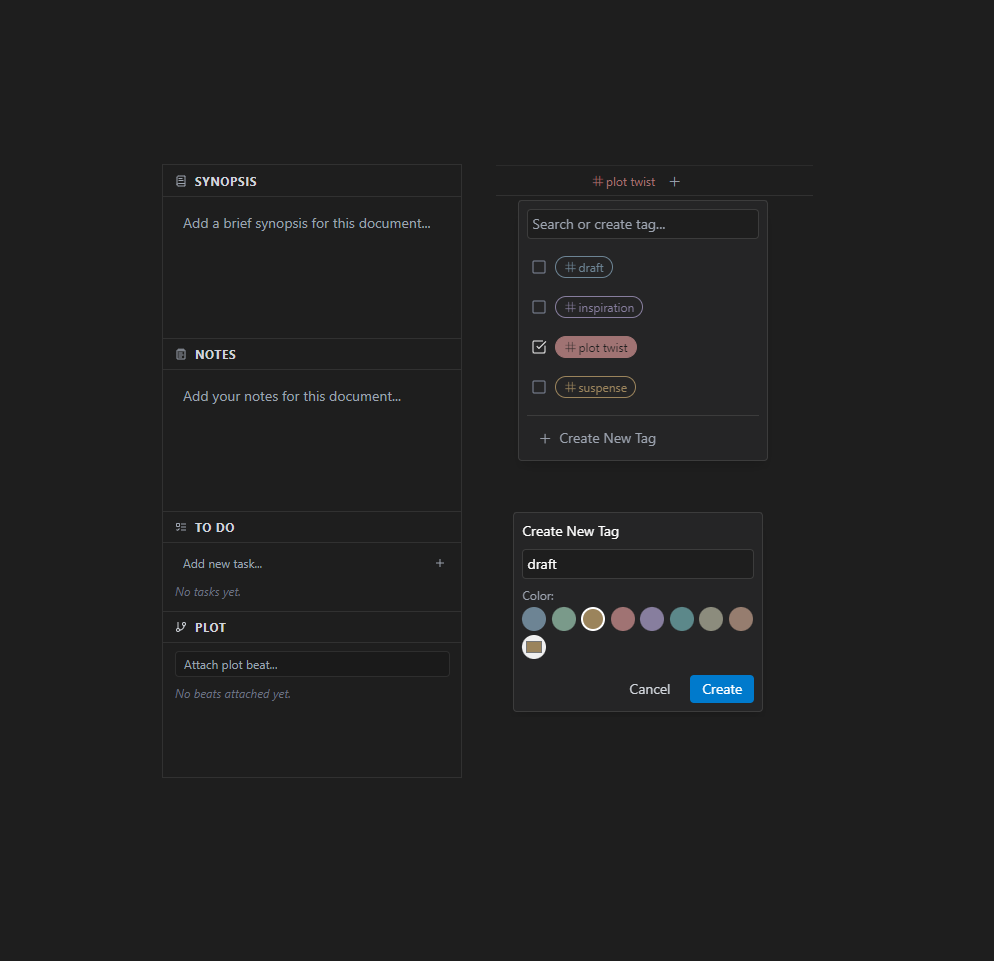 SYNOPSIS
Add a brief synopsis for this document...
NOTES
Add your notes for this document...
TO DO
Add new task...
No tasks yet.
PLOT
Attach plot beat...
No beats attached yet.
# plot twist +
Search or create tag...
# draft
# inspiration
# plot twist
# suspense
+ Create New Tag
Create New Tag
draft
Color:
Cancel Create